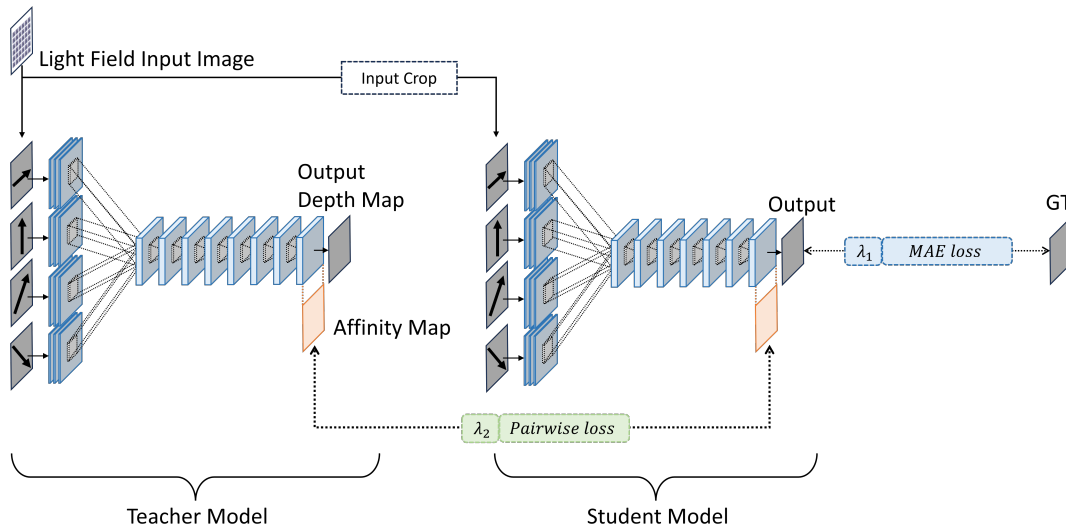 Light Field Input Image
Input Crop
Output
Depth Map
Output
GT
λ1 MAE loss
Affinity Map
λ2 Pairwise loss
Teacher Model
Student Model